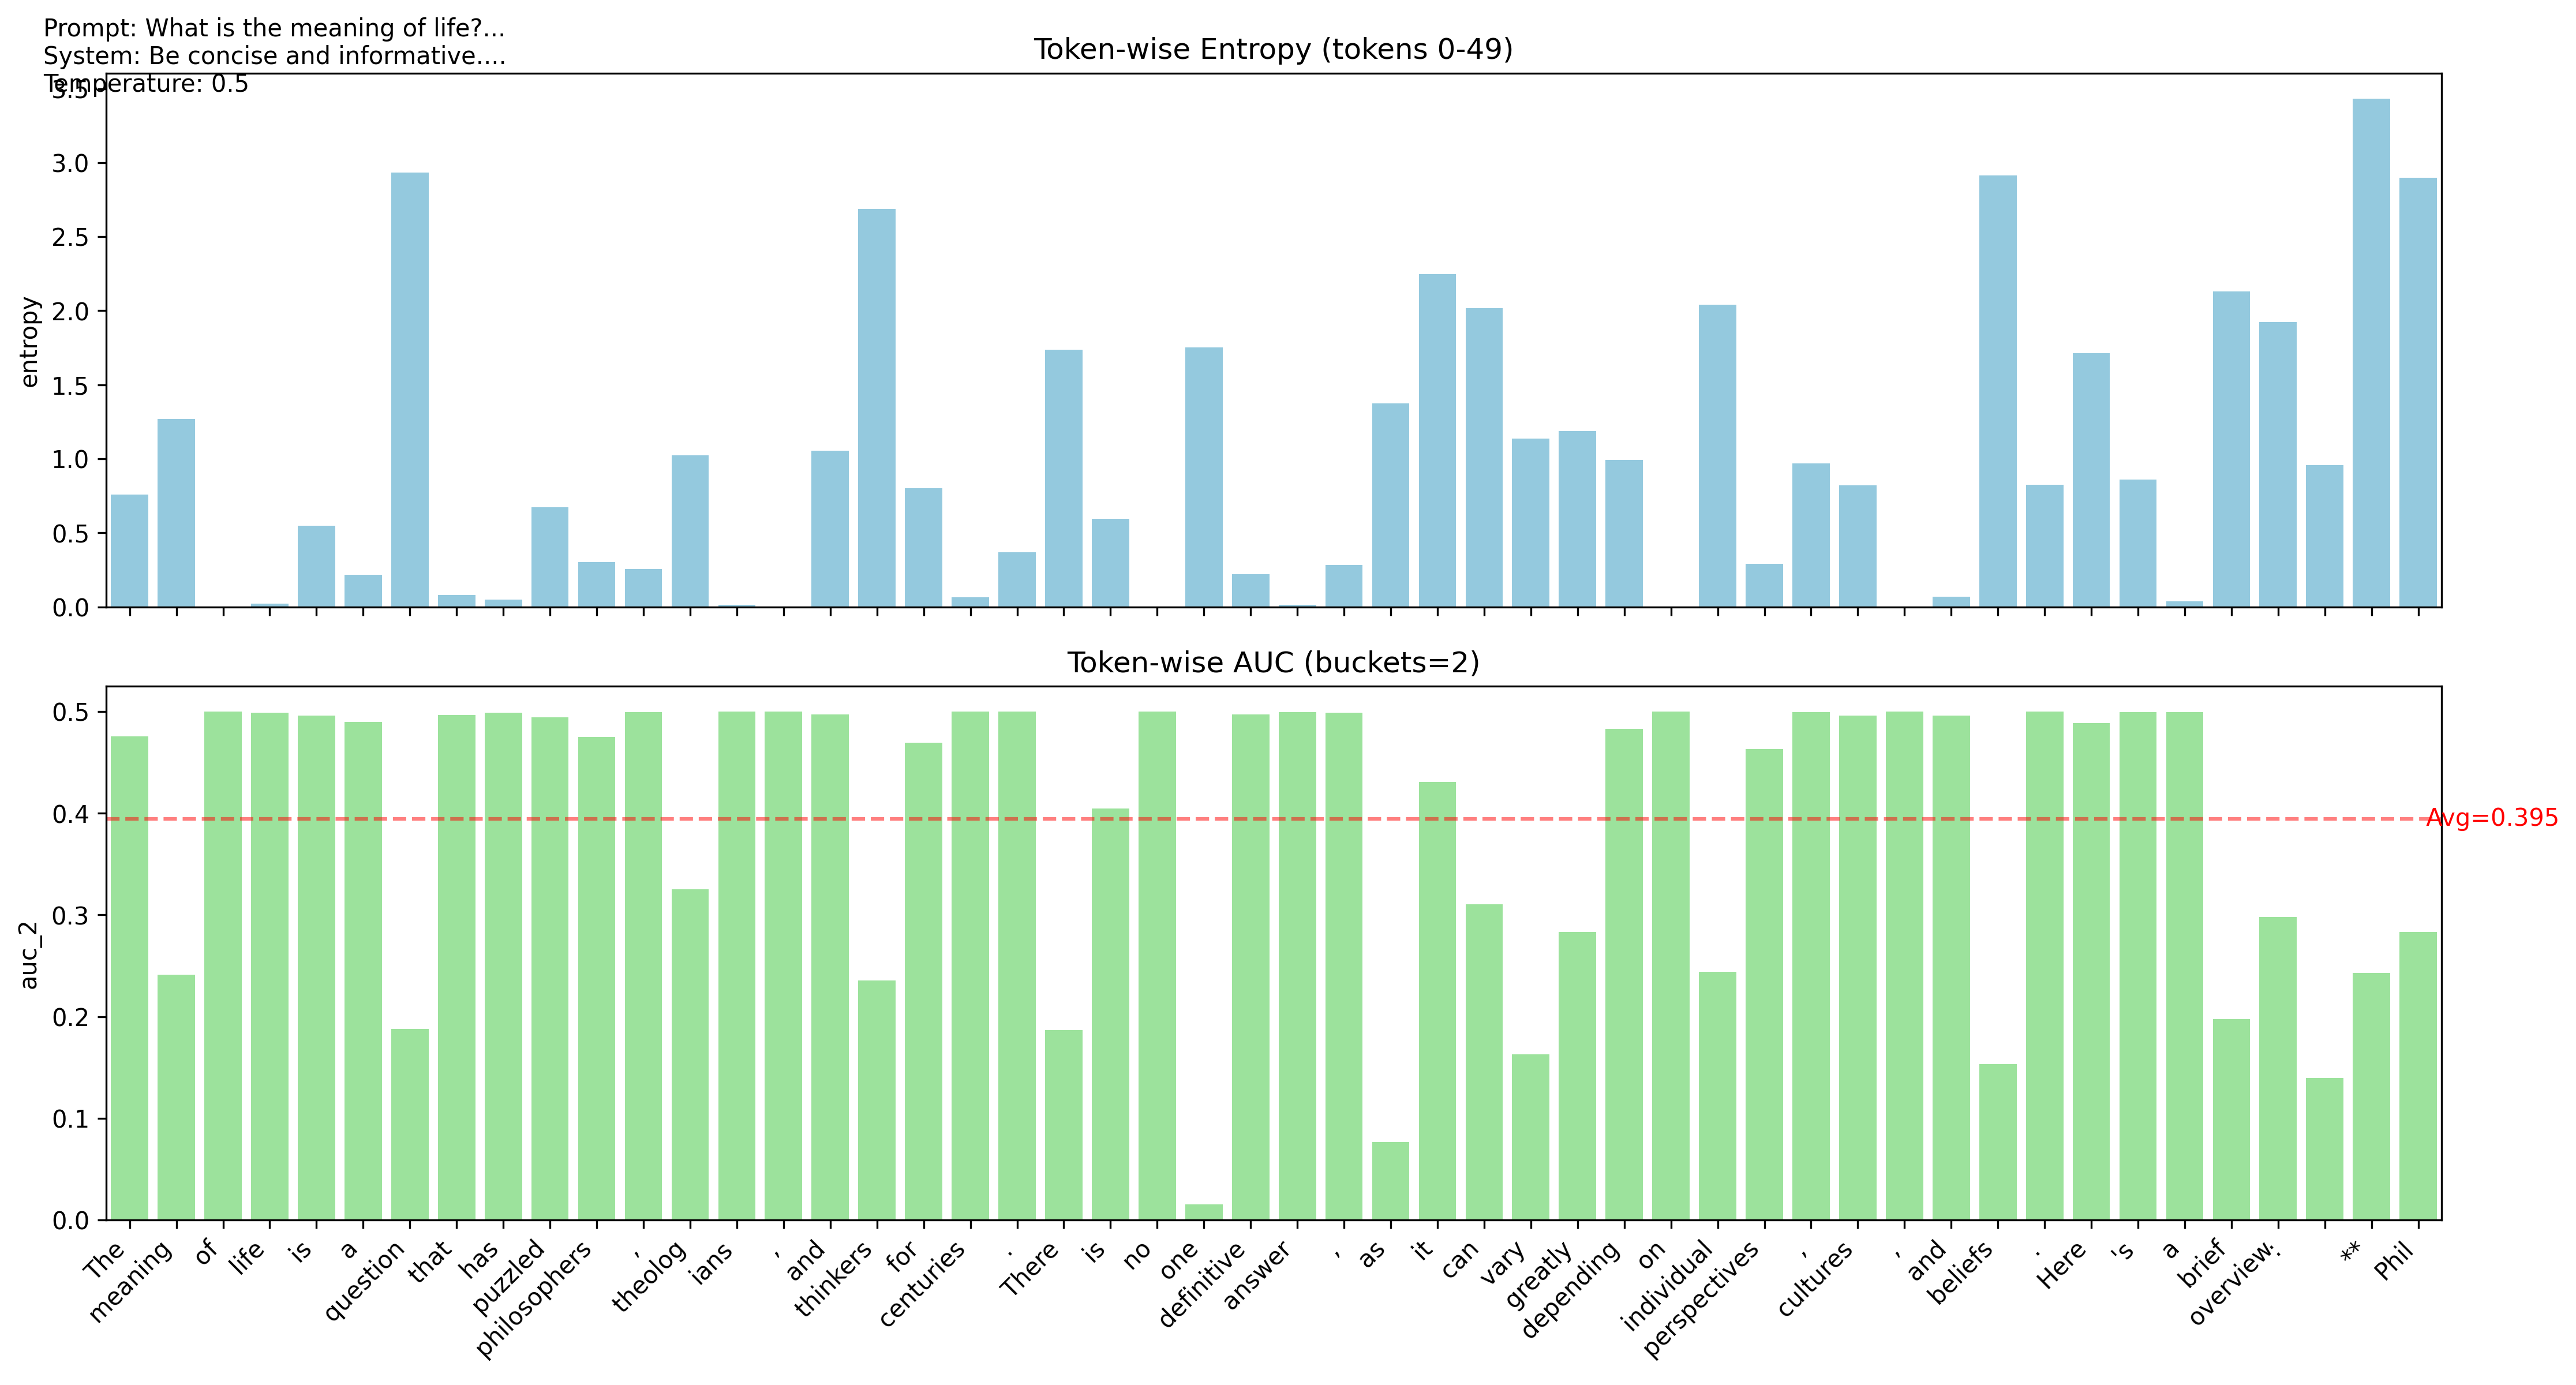 Prompt: What is the meaning of life?...
System: Be concise and informative....
Temperature: 0.5
Token-wise Entropy (tokens 0-49)
3.5
3.0
2.5
2.0
1.5
1.0
0.5
0.0
entropy
Token-wise AUC (buckets=2)
0.5
0.4
0.3
0.2
0.1
0.0
auc_2
Avg=0.395
The
meaning
of
life
is
a
question
that
has
puzzled
philosophers
,
theolog
ians
,
and
thinkers
for
centuries
.
There
is
no
one
definitive
answer
,
as
it
can
vary
greatly
depending
on
individual
perspectives
,
cultures
,
and
beliefs
.
Here
's
a
brief
overview.
**
Phil